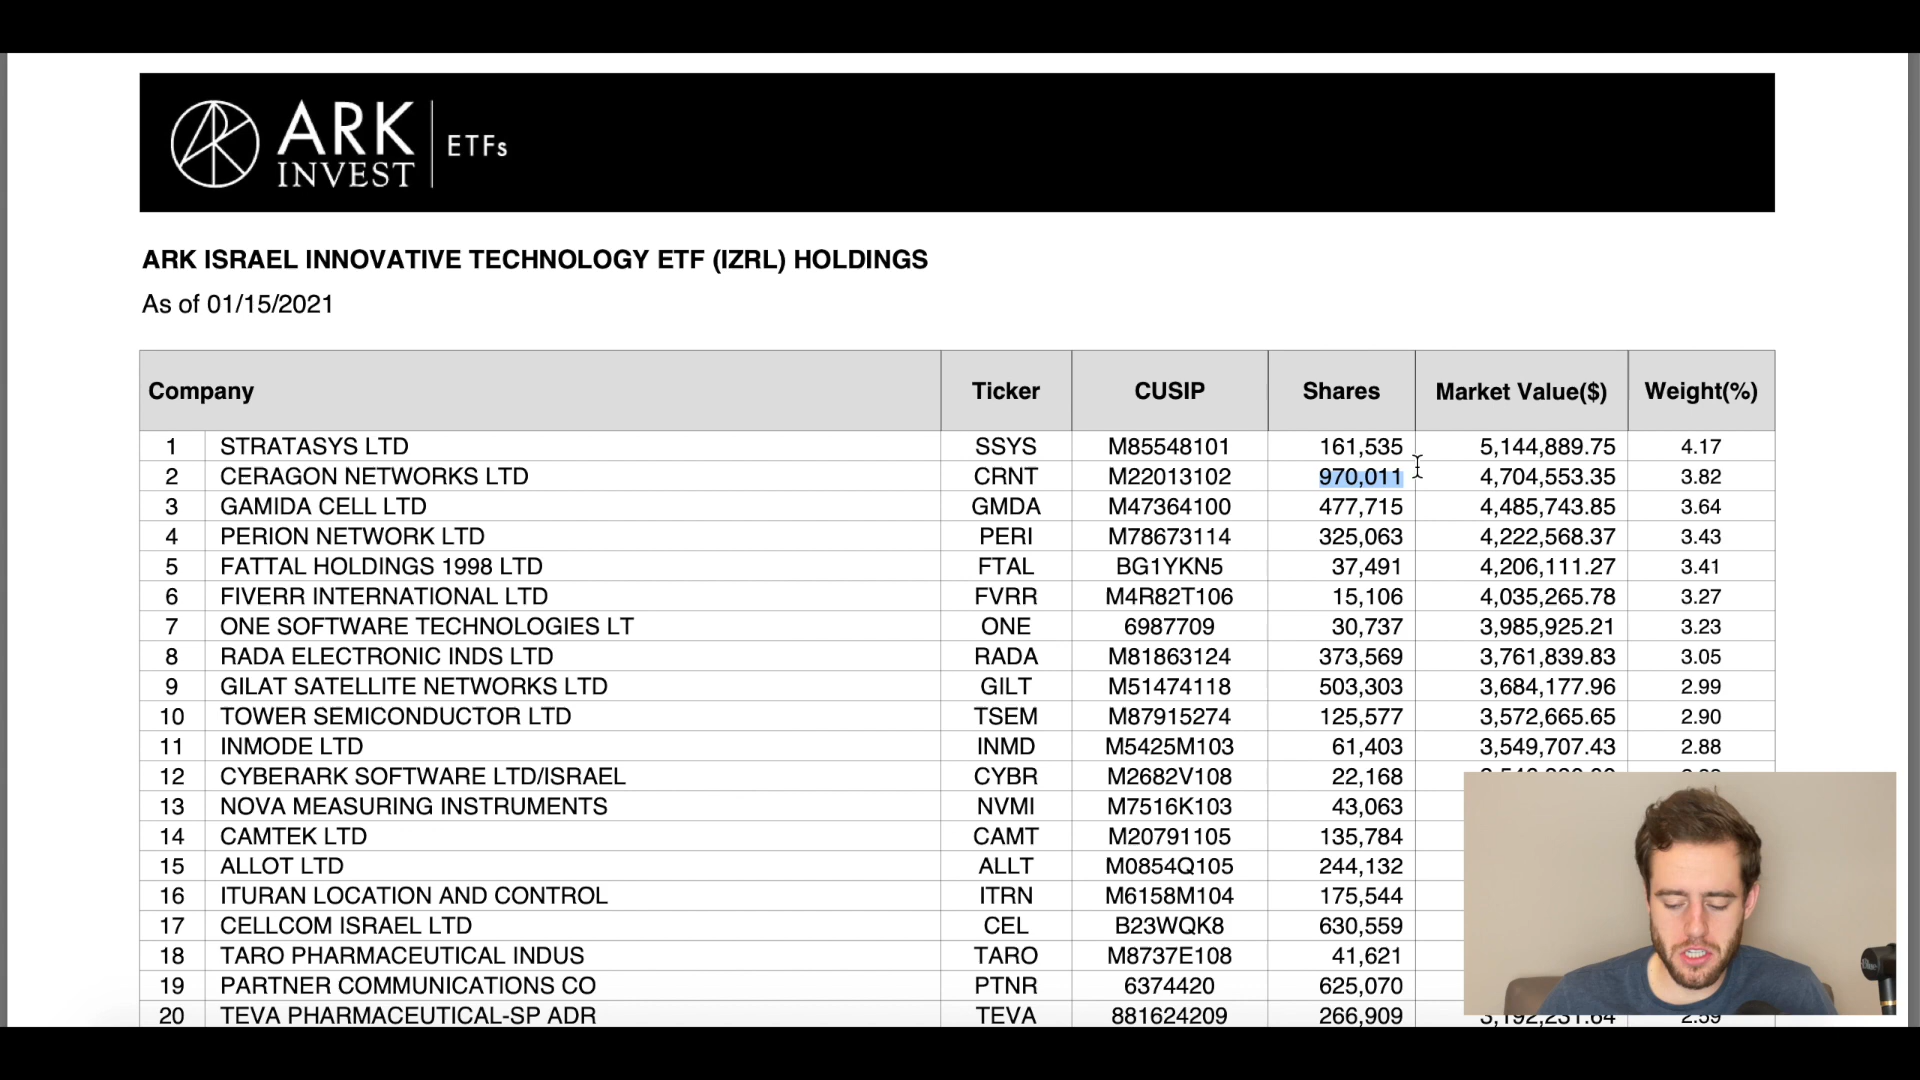 ARK INVEST | ETFs
ARK ISRAEL INNOVATIVE TECHNOLOGY ETF (IZRL) HOLDINGS
As of 01/15/2021
Company Ticker CUSIP Shares Market Value($) Weight(%)
1 STRATASYS LTD SSYS M85548101 161,535 5,144,889.75 4.17
2 CERAGON NETWORKS LTD CRNT M22013102 970,011 4,704,553.35 3.82
3 GAMIDA CELL LTD GMDA M47364100 477,715 4,485,743.85 3.64
4 PERION NETWORK LTD PERI M78673114 325,063 4,222,568.37 3.43
5 FATTAL HOLDINGS 1998 LTD FTAL BG1YKN5 37,491 4,206,111.27 3.41
6 FIVERR INTERNATIONAL LTD FVRR M4R82T106 15,106 4,035,265.78 3.27
7 ONE SOFTWARE TECHNOLOGIES LT ONE 6987709 30,737 3,985,925.21 3.23
8 RADA ELECTRONIC INDS LTD RADA M81863124 373,569 3,761,839.83 3.05
9 GILAT SATELLITE NETWORKS LTD GILT M51474118 503,303 3,684,177.96 2.99
10 TOWER SEMICONDUCTOR LTD TSEM M87915274 125,577 3,572,665.65 2.90
11 INMODE LTD INMD M5425M103 61,403 3,549,707.43 2.88
12 CYBERARK SOFTWARE LTD/ISRAEL CYBR M2682V108 22,168
13 NOVA MEASURING INSTRUMENTS NVMI M7516K103 43,063
14 CAMTEK LTD CAMT M20791105 135,784
15 ALLOT LTD ALLT M0854Q105 244,132
16 ITURAN LOCATION AND CONTROL ITRN M6158M104 175,544
17 CELLCOM ISRAEL LTD CEL B23WQK8 630,559
18 TARO PHARMACEUTICAL INDUS TARO M8737E108 41,621
19 PARTNER COMMUNICATIONS CO PTNR 6374420 625,070
20 TEVA PHARMACEUTICAL-SP ADR TEVA 881624209 266,909